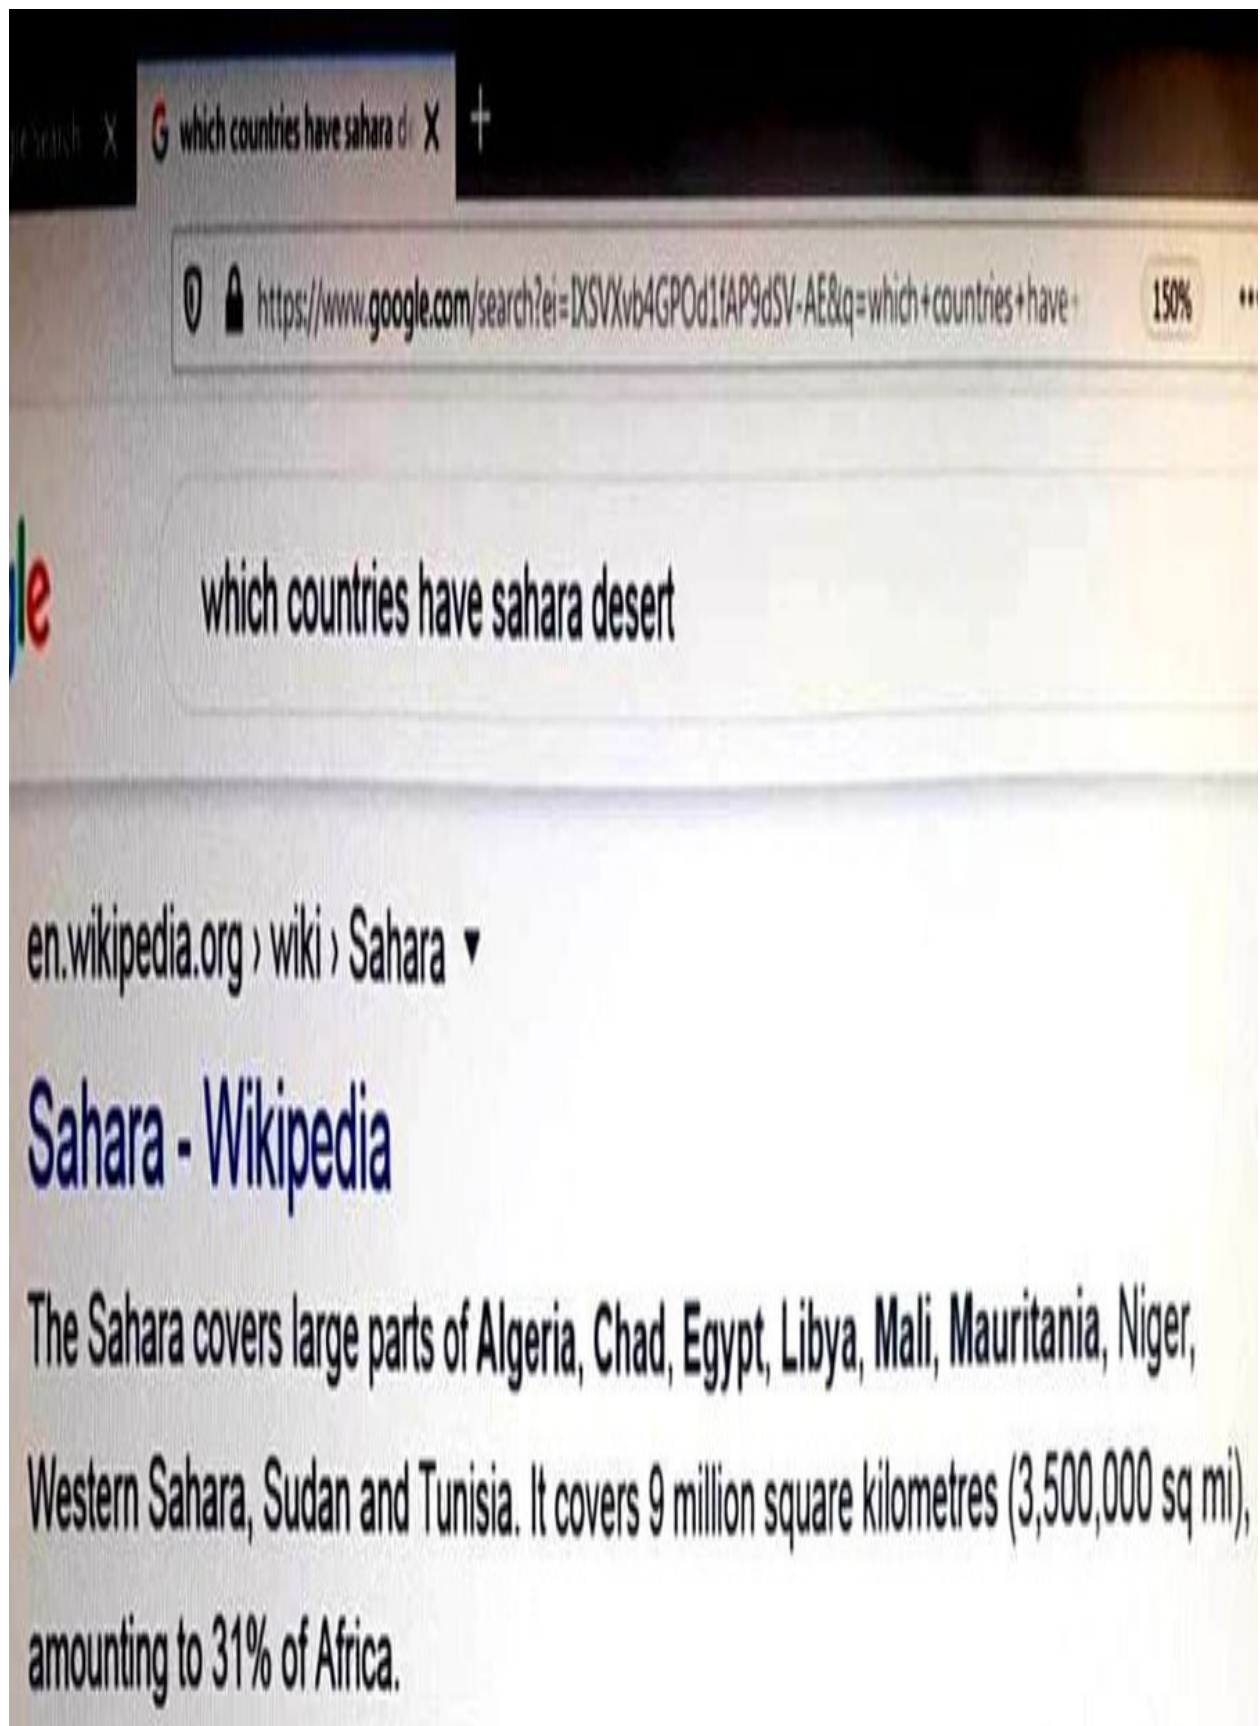 which countries have sahara d
https://www.google.com/search?ei=IXSVXvb4GPOd1fAP9dSV-AE&q=which+countries+have+ 150%
le
which countries have sahara desert
en.wikipedia.org › wiki › Sahara
Sahara - Wikipedia
The Sahara covers large parts of Algeria, Chad, Egypt, Libya, Mali, Mauritania, Niger,
Western Sahara, Sudan and Tunisia. It covers 9 million square kilometres (3,500,000 sq mi),
amounting to 31% of Africa.